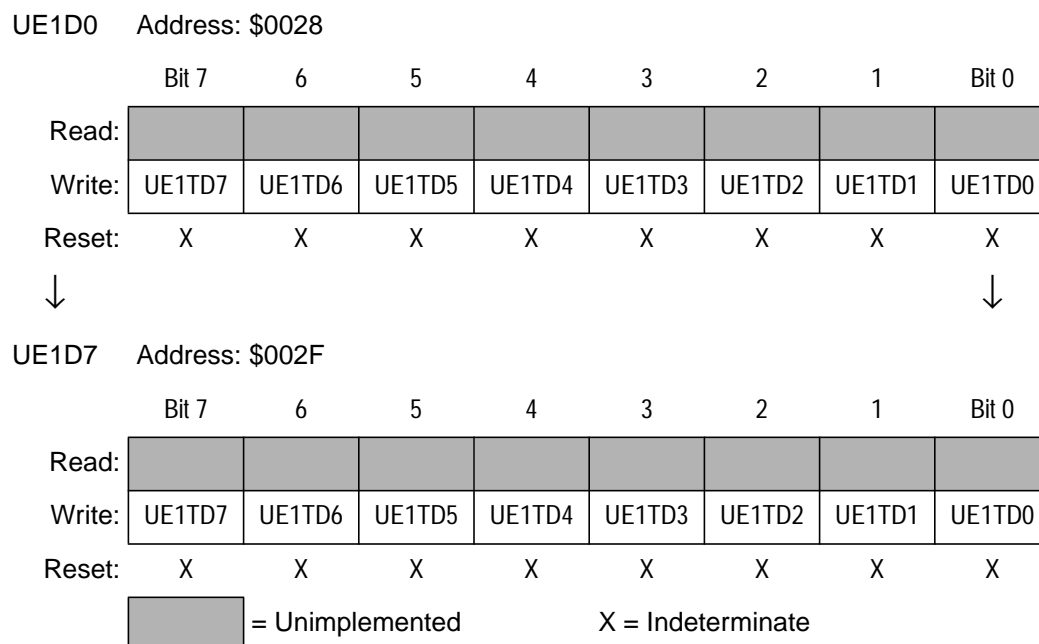 UE1D0 Address: $0028
Bit 7 6 5 4 3 2 1 Bit 0
Read:
Write: UE1TD7 UE1TD6 UE1TD5 UE1TD4 UE1TD3 UE1TD2 UE1TD1 UE1TD0
Reset: X X X X X X X X
↓ ↓
UE1D7 Address: $002F
Bit 7 6 5 4 3 2 1 Bit 0
Read:
Write: UE1TD7 UE1TD6 UE1TD5 UE1TD4 UE1TD3 UE1TD2 UE1TD1 UE1TD0
Reset: X X X X X X X X
= Unimplemented X = Indeterminate